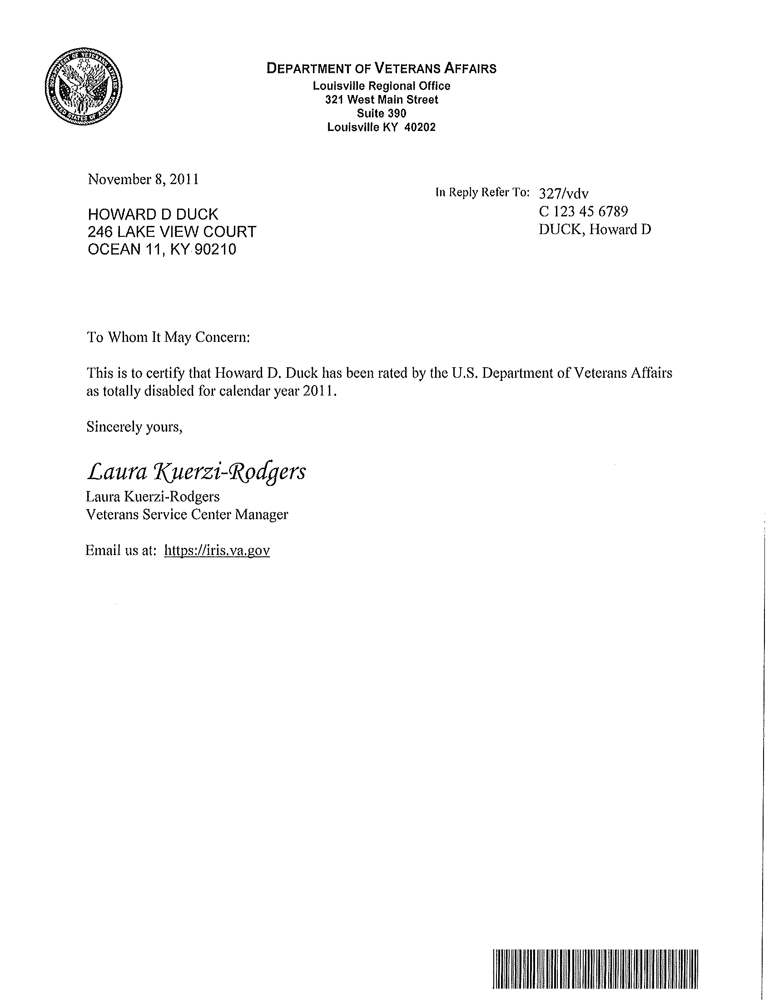 DEPARTMENT OF VETERANS AFFAIRS
UNITED STATES OF AMERICA
DEPARTMENT OF VETERANS AFFAIRS
Louisville Regional Office
321 West Main Street
Suite 390
Louisville KY 40202
November 8, 2011
In Reply Refer To: 327/vdv
C 123 45 6789
DUCK, Howard D
HOWARD D DUCK
246 LAKE VIEW COURT
OCEAN 11, KY 90210
To Whom It May Concern:
This is to certify that Howard D. Duck has been rated by the U.S. Department of Veterans Affairs
as totally disabled for calendar year 2011.
Sincerely yours,
Laura Kuerzi-Rodgers
Laura Kuerzi-Rodgers
Veterans Service Center Manager
Email us at: https://iris.va.gov